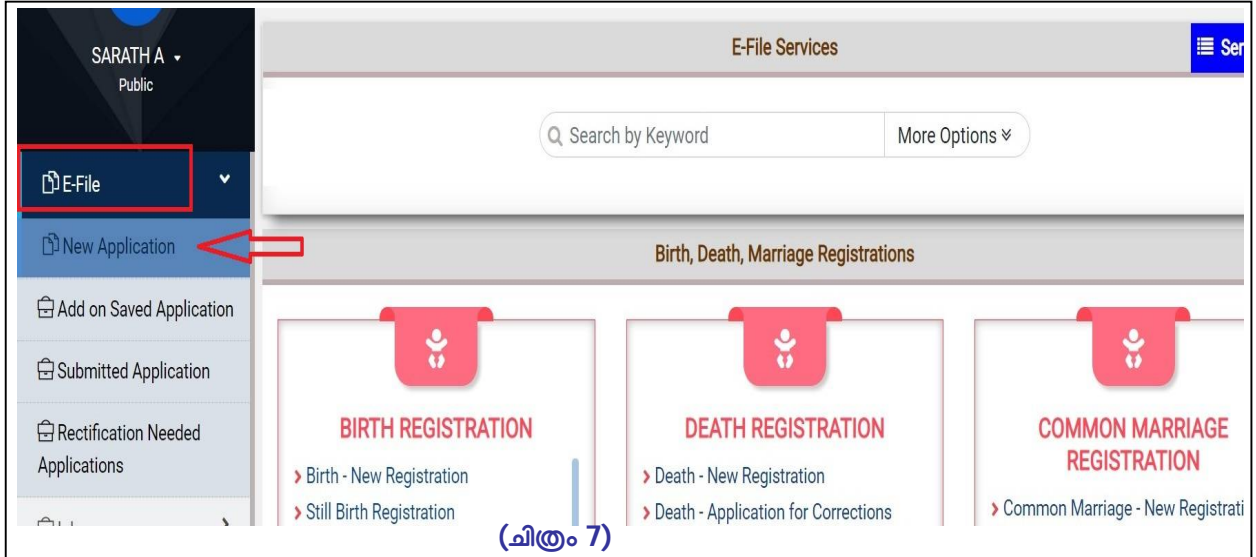 SARATH A
Public
E-File
New Application
Add on Saved Application
Submitted Application
Rectification Needed
Applications
E-File Services
Search by Keyword
More Options
Birth, Death, Marriage Registrations
BIRTH REGISTRATION
Birth - New Registration
Still Birth Registration
DEATH REGISTRATION
Death - New Registration
Death - Application for Corrections
COMMON MARRIAGE
REGISTRATION
Common Marriage - New Registrati
(ചിത്രം 7)